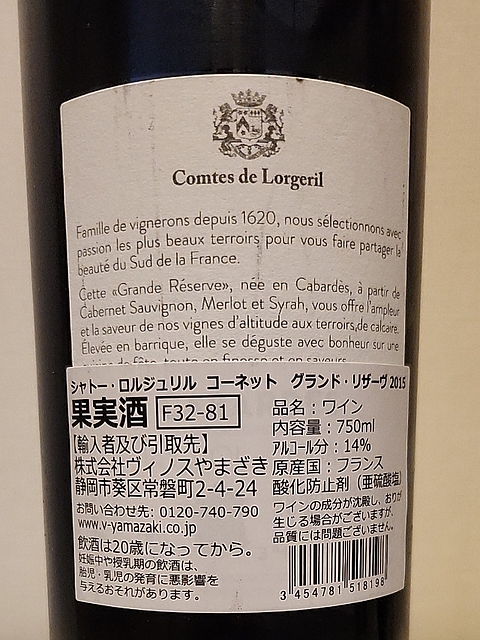 Comtes de Lorgeril
Famille de vignerons depuis 1620, nous sélectionnons avec
passion les plus beaux terroirs pour vous faire partager la
beauté du Sud de la France.
Cette «Grande Réserve», née en Cabardès, à partir de
Cabernet Sauvignon, Merlot et Syrah, vous offre l'ampleur
et la saveur de nos vignes d'altitude aux terroirs de calcaire.
Élevée en barrique, elle se déguste avec bonheur sur une
シャトー・ロルジュリル コーネット グランド・リザーヴ 2015
果実酒 F32-81
【輸入者及び引取先】
株式会社ヴィノスやまざき
静岡市葵区常磐町2-4-24
お問い合わせ先:0120-740-790
www.v-yamazaki.co.jp
飲酒は20歳になってから。
妊娠中や授乳期の飲酒は、
胎児・乳児の発育に悪影響を
与えるおそれがあります。
品名:ワイン
内容量:750ml
アルコール分:14%
原産国:フランス
酸化防止剤(亜硫酸塩)
ワインの成分が沈殿し、おりが
生じる場合がございますが、
品質には問題ございません。
3 454781 518198